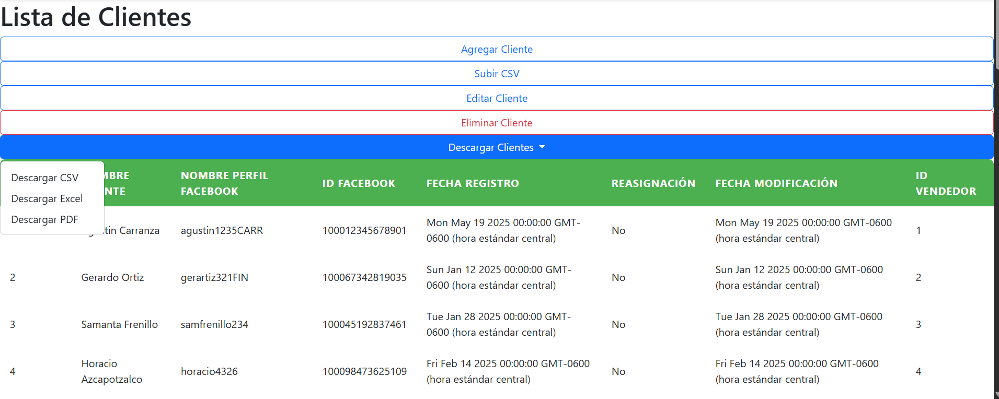 Lista de Clientes
Agregar Cliente
Subir CSV
Editar Cliente
Eliminar Cliente
Descargar Clientes
Descargar CSV
Descargar Excel
Descargar PDF
NOMBRE PERFIL
FACEBOOK
ID FACEBOOK
FECHA REGISTRO
REASIGNACIÓN
FECHA MODIFICACIÓN
ID
VENDEDOR
Carranza
agustin1235CARR
100012345678901
Mon May 19 2025 00:00:00 GMT-
0600 (hora estándar central)
No
Mon May 19 2025 00:00:00 GMT-0600
(hora estándar central)
1
2
Gerardo Ortiz
gerartiz321FIN
100067342819035
Sun Jan 12 2025 00:00:00 GMT-
0600 (hora estándar central)
No
Sun Jan 12 2025 00:00:00 GMT-0600
(hora estándar central)
2
3
Samanta Frenillo
samfrenillo234
100045192837461
Tue Jan 28 2025 00:00:00 GMT-
0600 (hora estándar central)
No
Tue Jan 28 2025 00:00:00 GMT-0600
(hora estándar central)
3
4
Horacio
Azcapotzalco
horacio4326
100098473625109
Fri Feb 14 2025 00:00:00 GMT-0600
(hora estándar central)
No
Fri Feb 14 2025 00:00:00 GMT-0600
(hora estándar central)
4